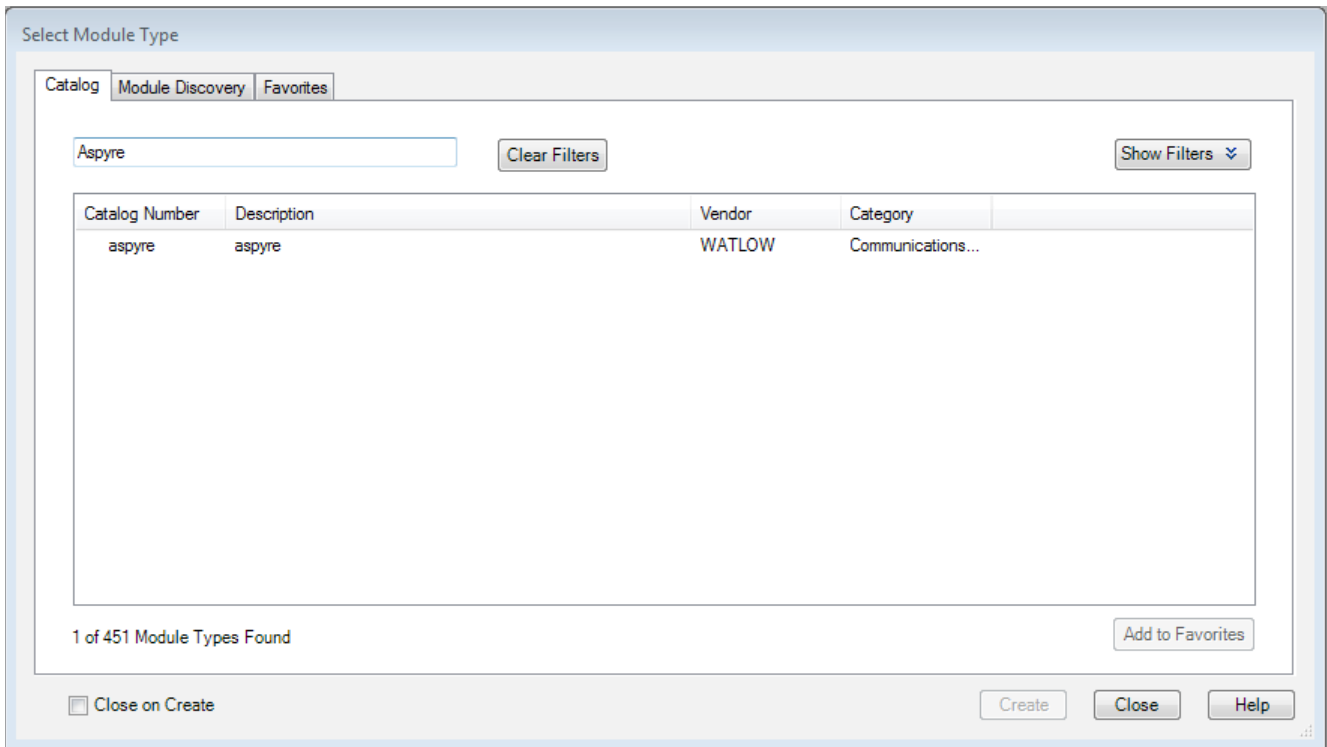 Select Module Type
Catalog Module Discovery Favorites
Aspyre Clear Filters Show Filters
Catalog Number Description Vendor Category
aspyre aspyre WATLOW Communications...
1 of 451 Module Types Found Add to Favorites
Close on Create Create Close Help